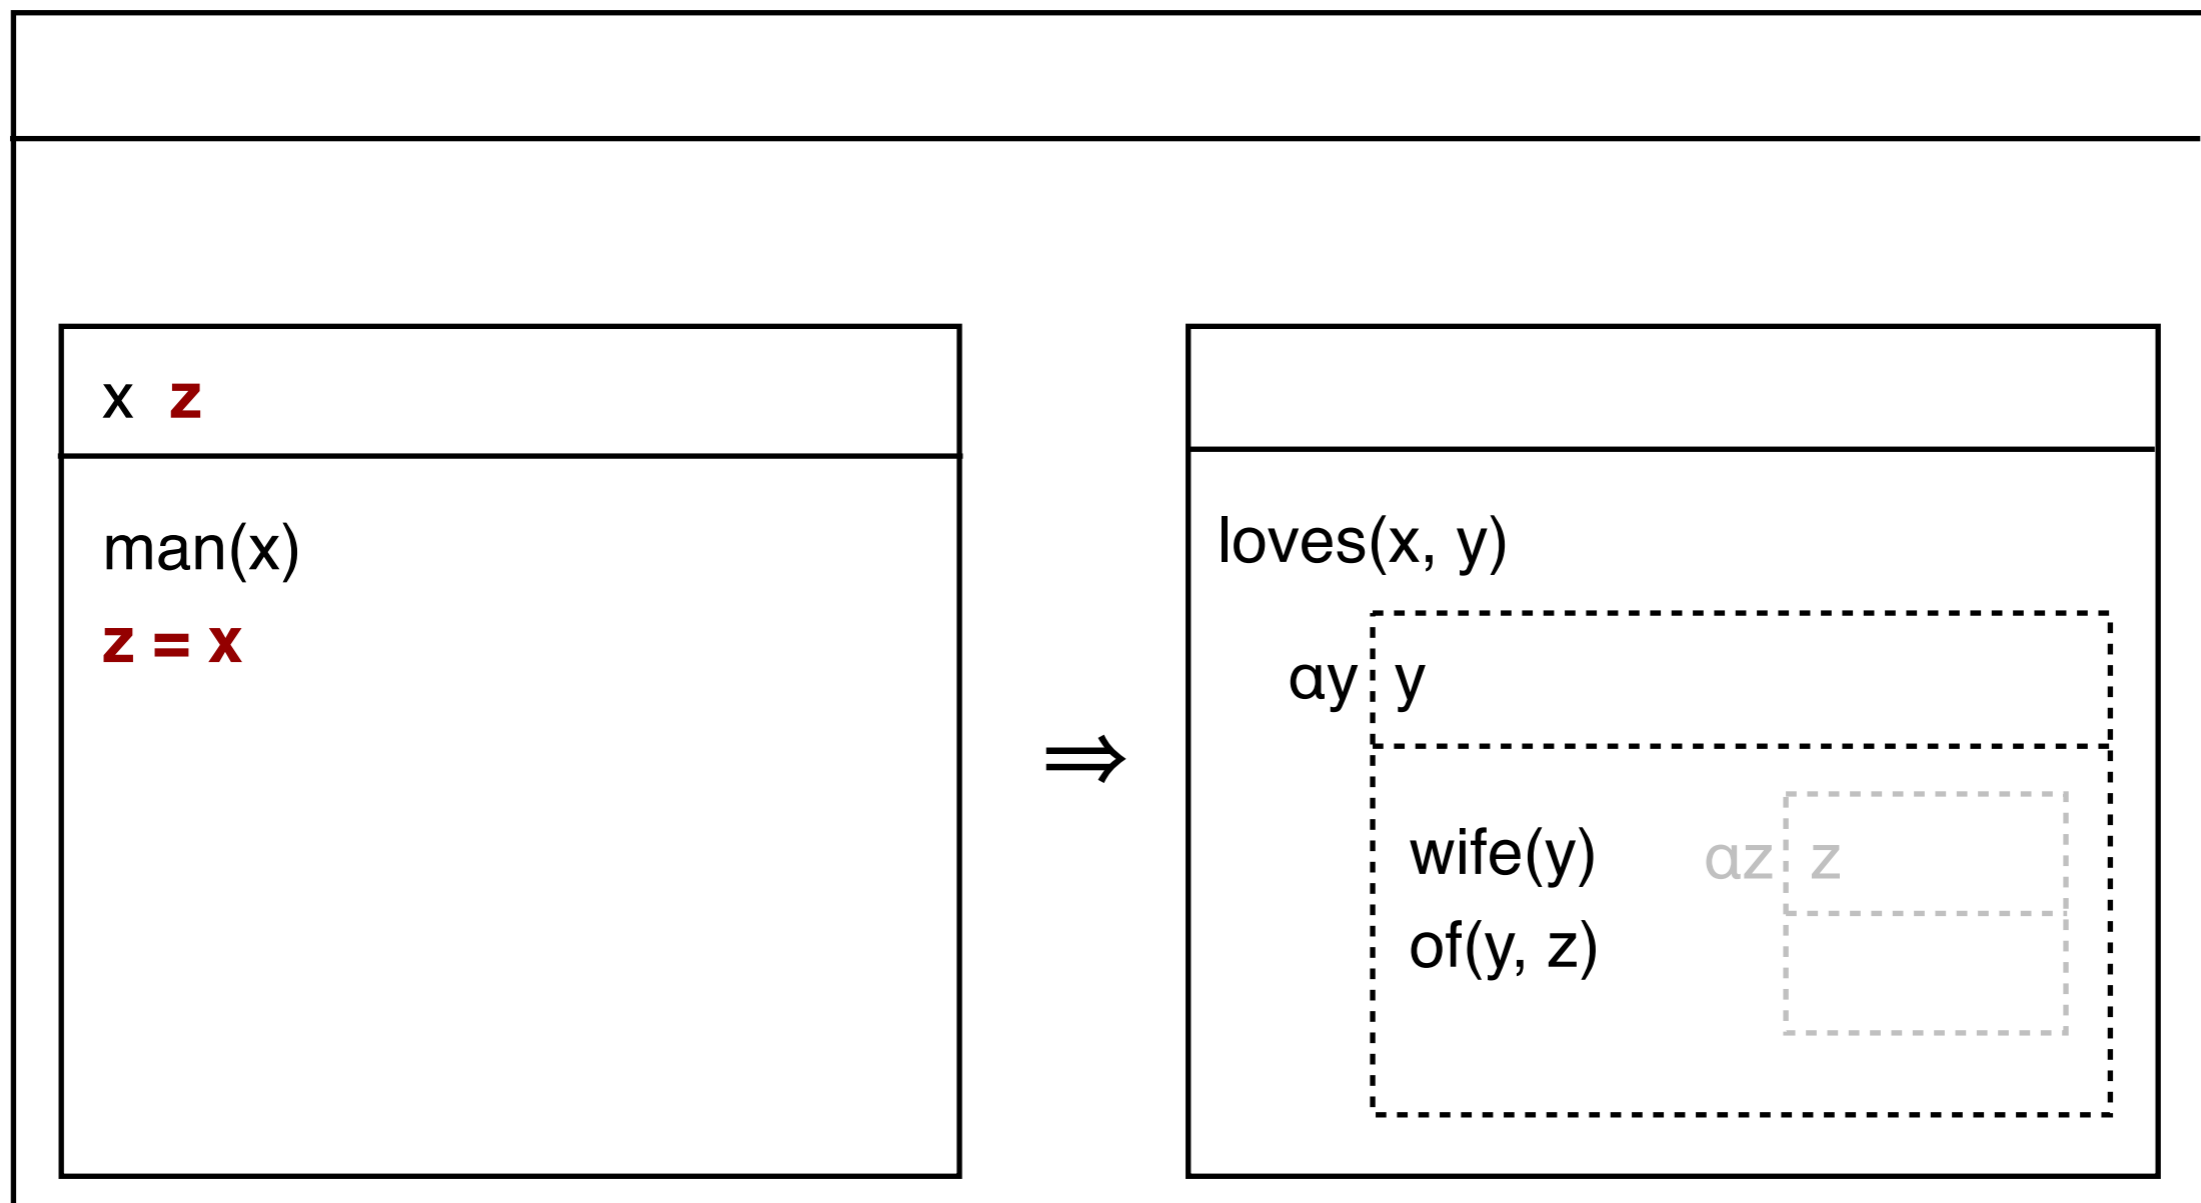 x z
man(x)
z = x
⇒
loves(x, y)
αy y
wife(y) αz z
of(y, z)